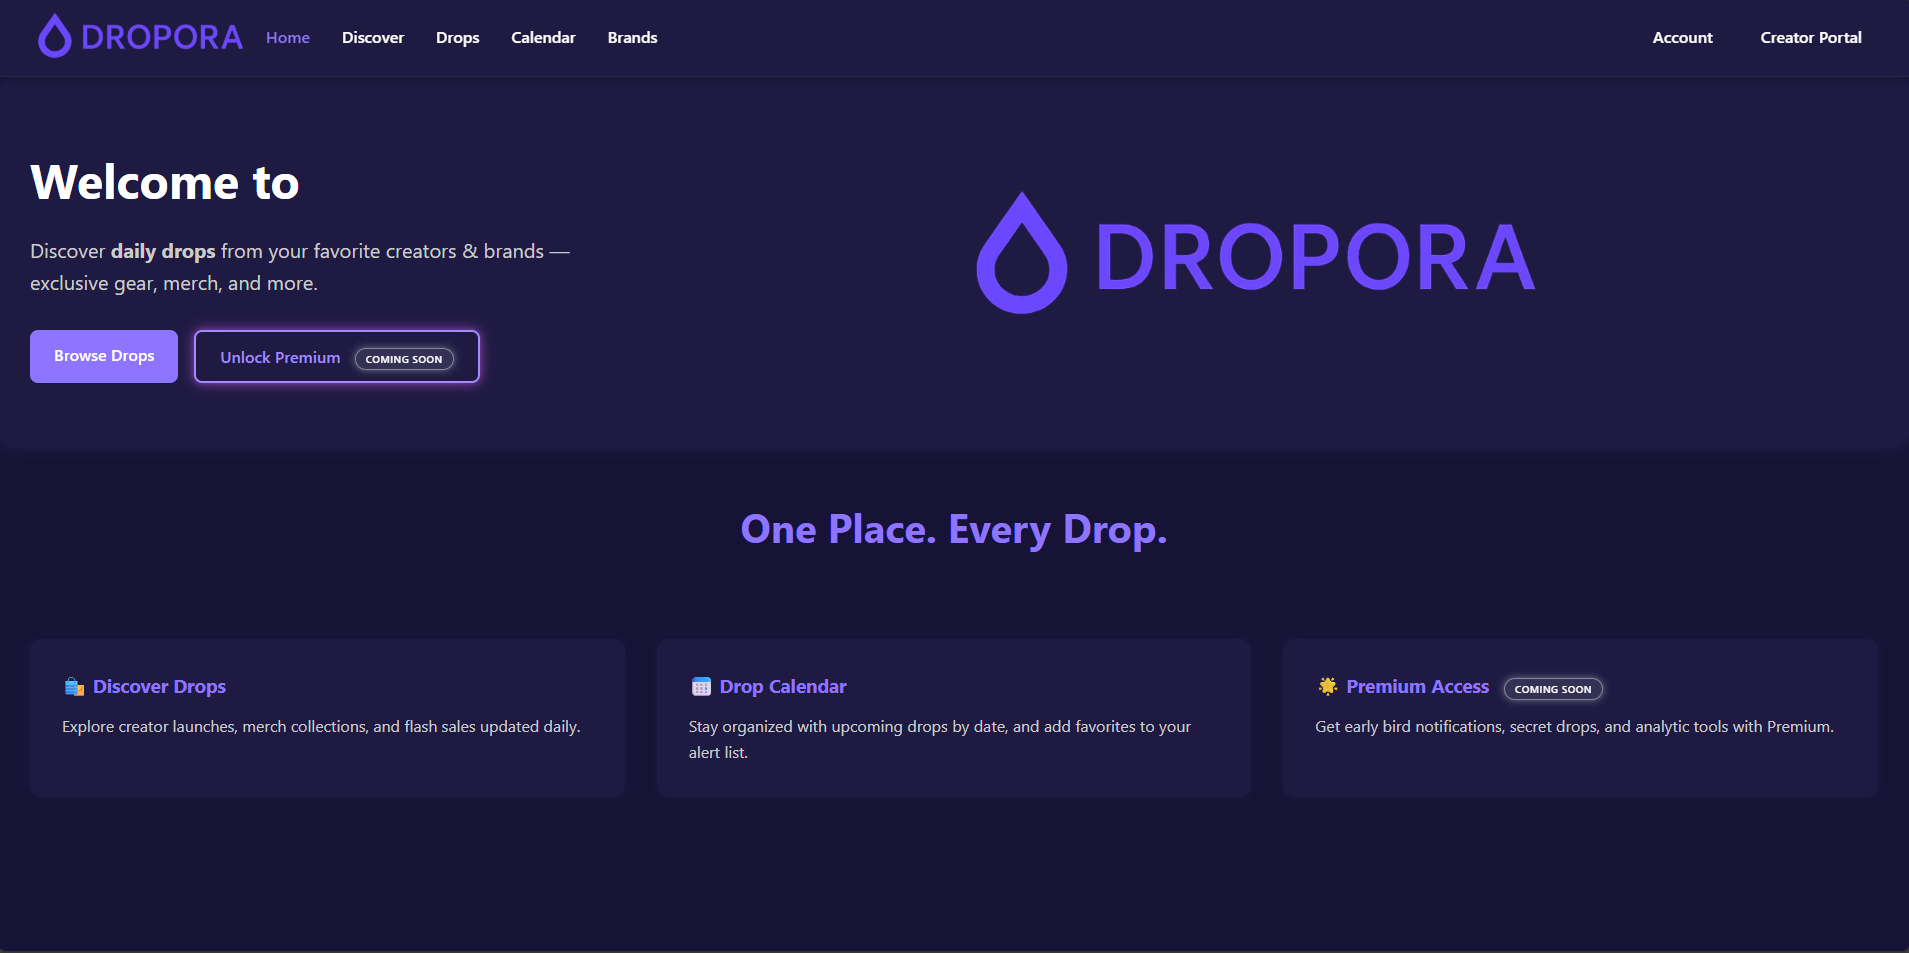 DROPORA
Home Discover Drops Calendar Brands Account Creator Portal
Welcome to
Discover daily drops from your favorite creators & brands —
exclusive gear, merch, and more.
Browse Drops
Unlock Premium COMING SOON
DROPORA
One Place. Every Drop.
Discover Drops
Explore creator launches, merch collections, and flash sales updated daily.
Drop Calendar
Stay organized with upcoming drops by date, and add favorites to your
alert list.
Premium Access COMING SOON
Get early bird notifications, secret drops, and analytic tools with Premium.